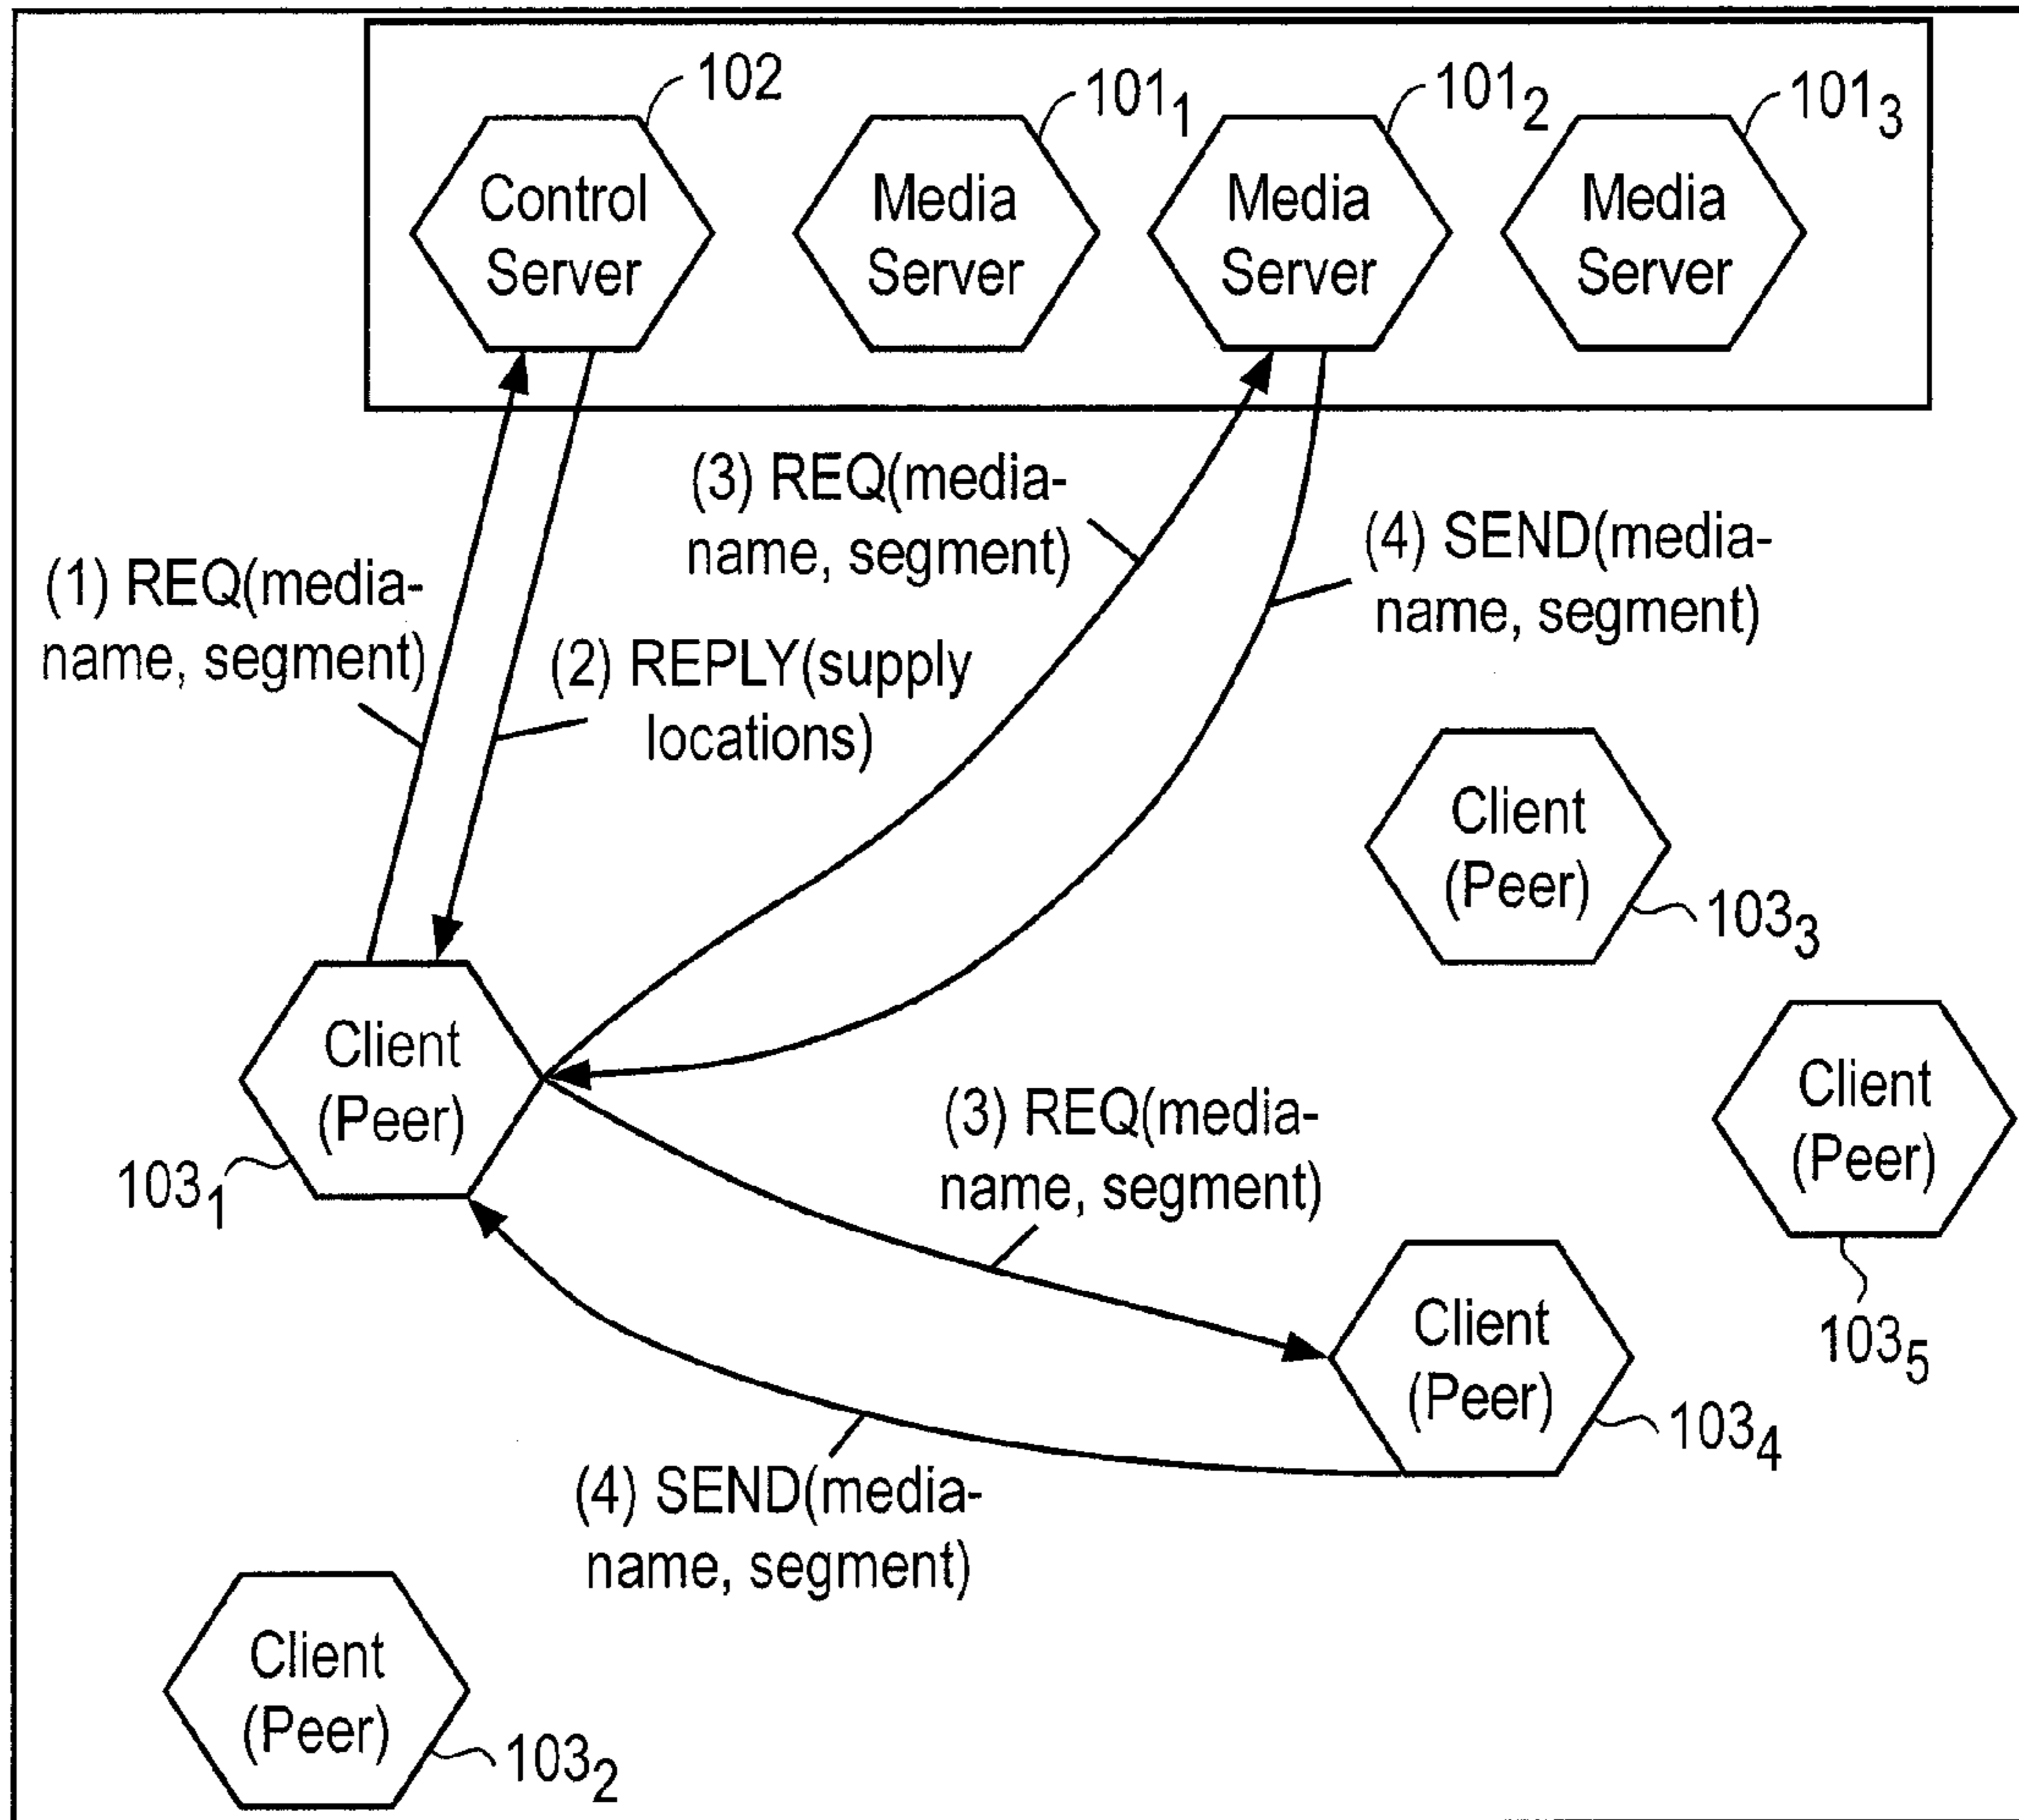 102
101₁
101₂
101₃
Control
Server
Media
Server
Media
Server
Media
Server
(3) REQ(media-
name, segment)
(4) SEND(media-
name, segment)
(1) REQ(media-
name, segment)
(2) REPLY(supply
locations)
Client
(Peer)
103₃
Client
(Peer)
103₁
Client
(Peer)
103₅
(3) REQ(media-
name, segment)
Client
(Peer)
103₄
(4) SEND(media-
name, segment)
Client
(Peer)
103₂